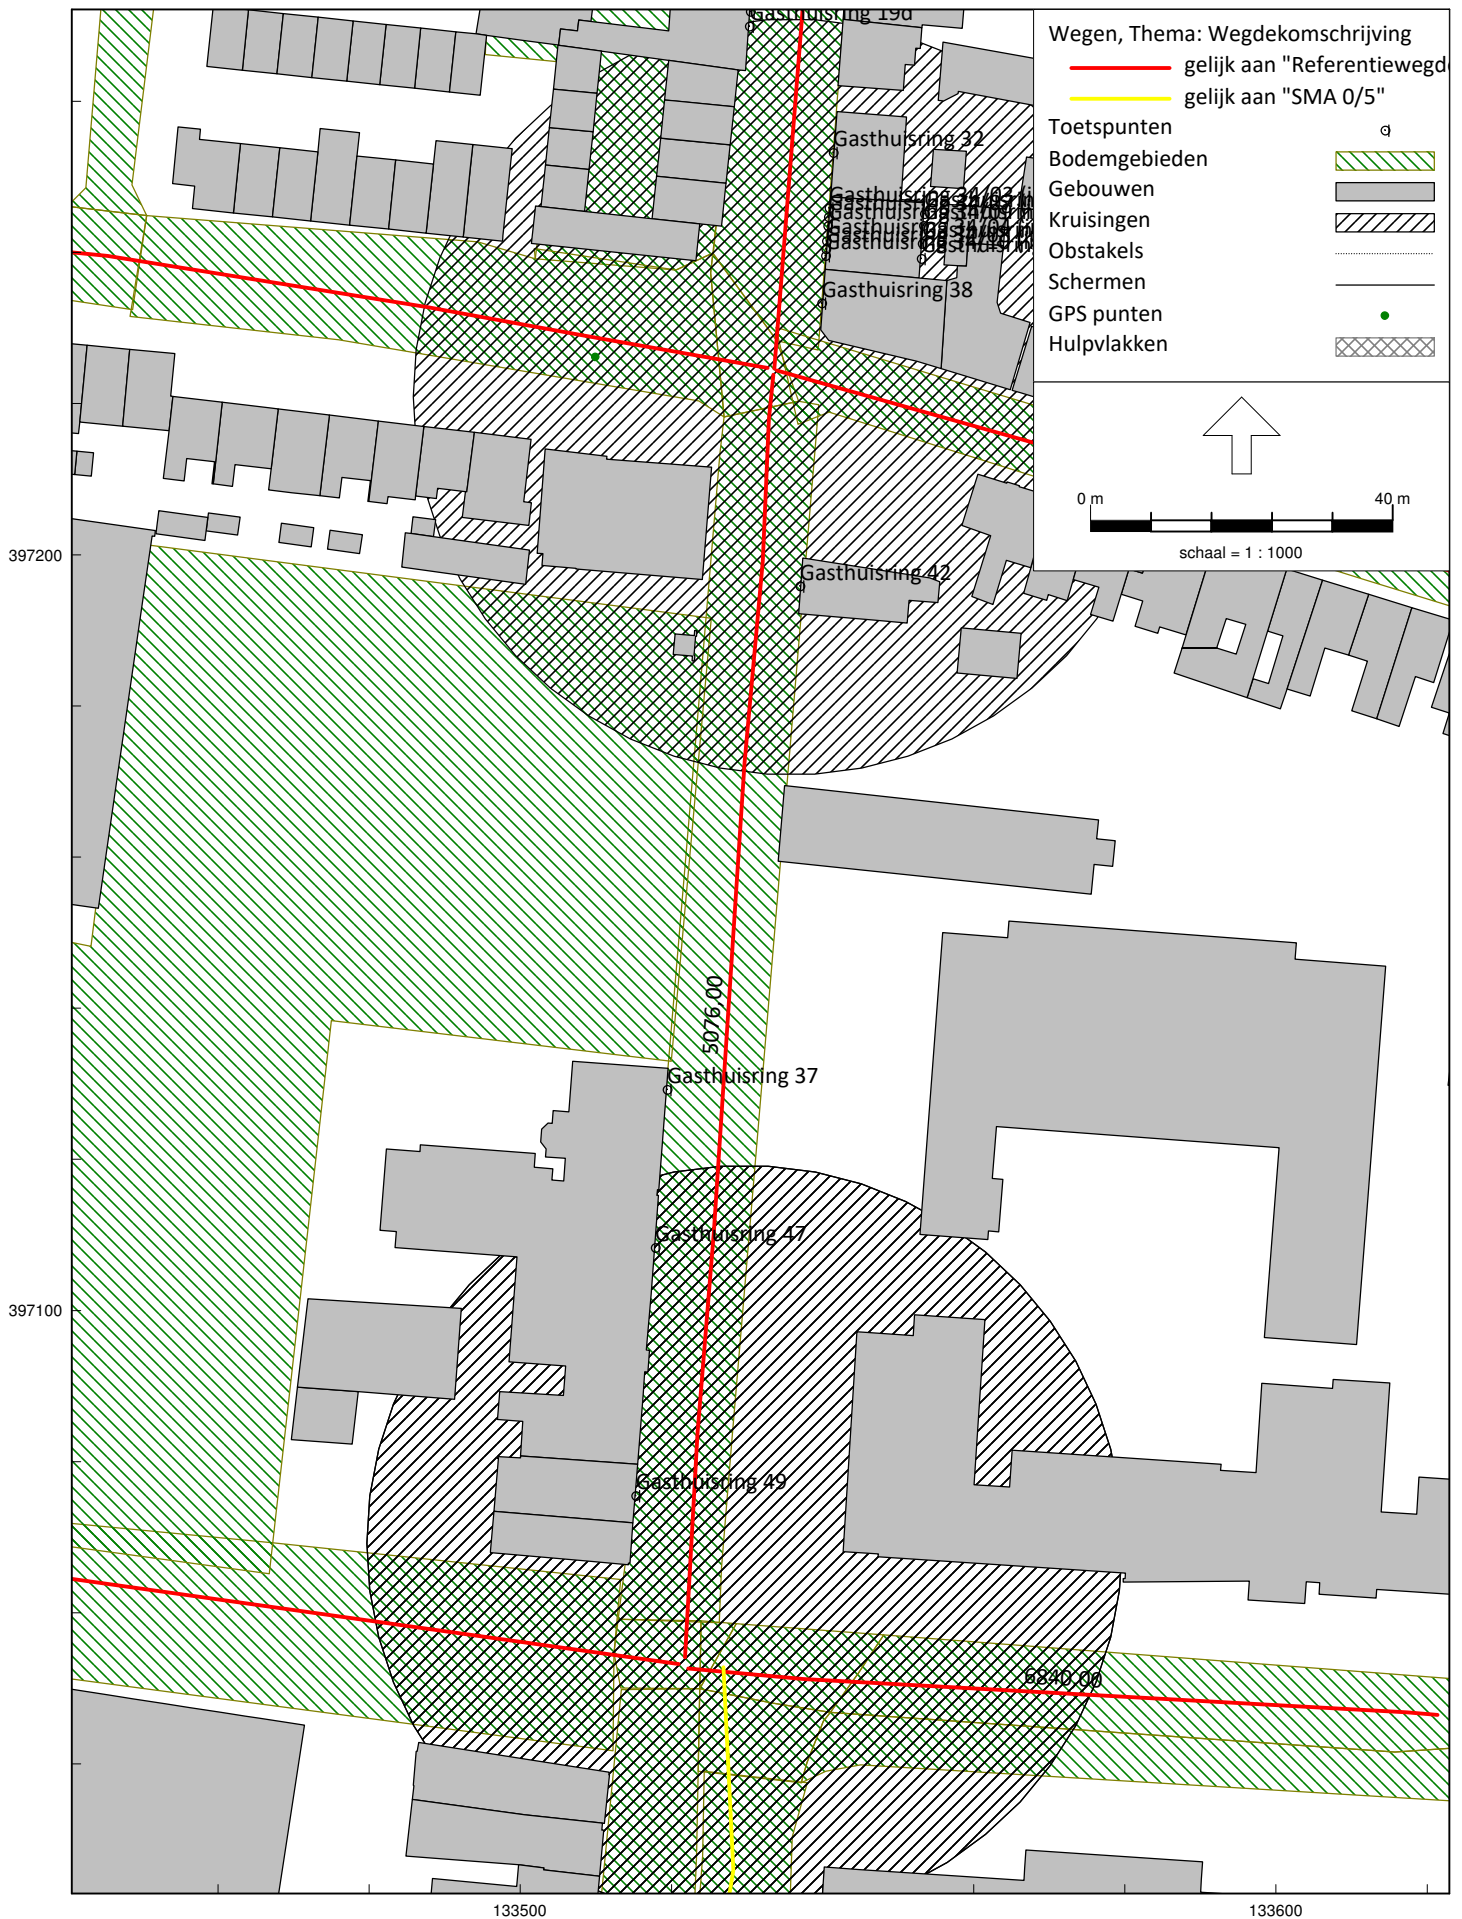 Gasthuisring 19d
Wegen, Thema: Wegdekomschrijving
gelijk aan "Referentiewegd
gelijk aan "SMA 0/5"
Toetspunten
Bodemgebieden
Gebouwen
Kruisingen
Obstakels
Schermen
GPS punten
Hulpvlakken
0 m 40 m
schaal = 1 : 1000
Gasthuisring 32
Gasthuisring 38
397200
Gasthuisring 42
5076,00
Gasthuisring 37
Gasthuisring 47
397100
Gasthuisring 49
6840,00
133500 133600